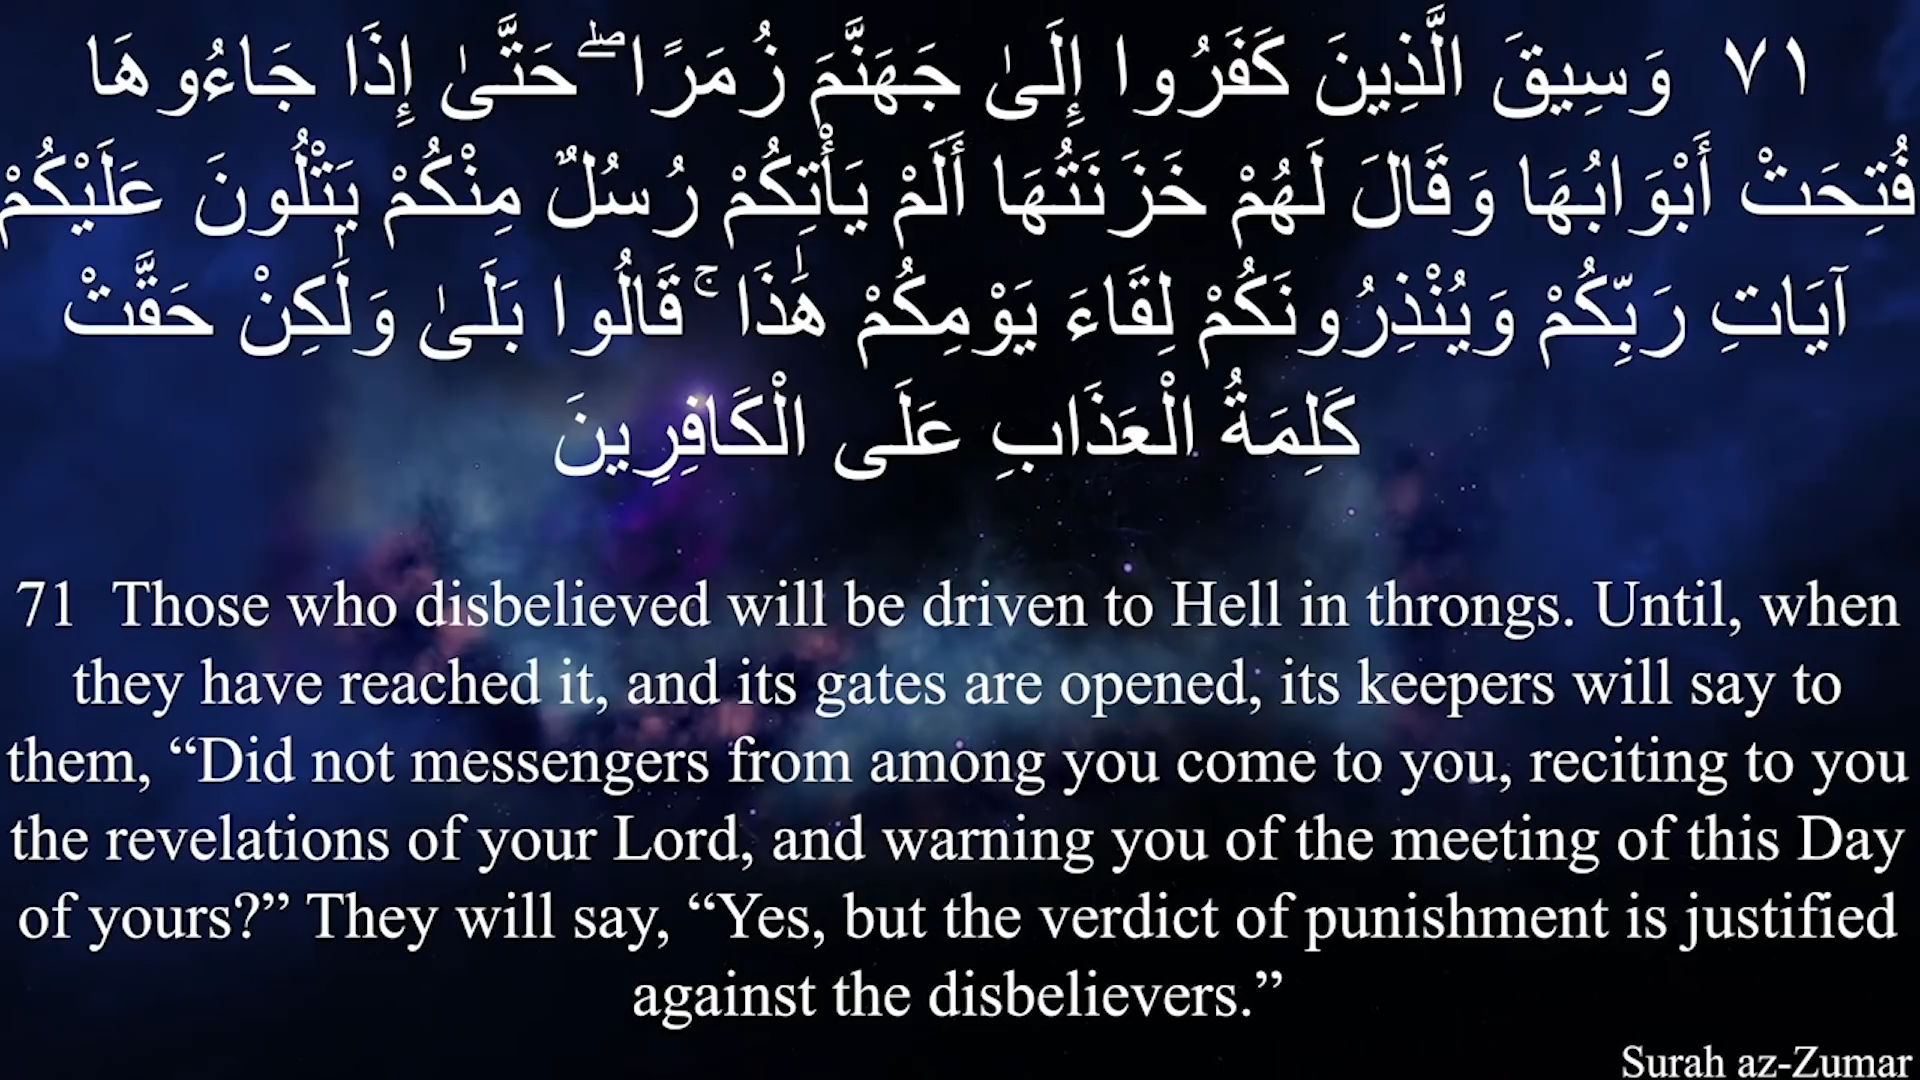 ٧١ وَسِيقَ الَّذِينَ كَفَرُوا إِلَىٰ جَهَنَّمَ زُمَرًا ۖ حَتَّىٰ إِذَا جَاءُوهَا
فُتِحَتْ أَبْوَابُهَا وَقَالَ لَهُمْ خَزَنَتُهَا أَلَمْ يَأْتِكُمْ رُسُلٌ مِنْكُمْ يَتْلُونَ عَلَيْكُمْ
آيَاتِ رَبِّكُمْ وَيُنْذِرُونَكُمْ لِقَاءَ يَوْمِكُمْ هَٰذَا ۚ قَالُوا بَلَىٰ وَلَٰكِنْ حَقَّتْ
كَلِمَةُ الْعَذَابِ عَلَى الْكَافِرِينَ
71 Those who disbelieved will be driven to Hell in throngs. Until, when
they have reached it, and its gates are opened, its keepers will say to
them, “Did not messengers from among you come to you, reciting to you
the revelations of your Lord, and warning you of the meeting of this Day
of yours?” They will say, “Yes, but the verdict of punishment is justified
against the disbelievers.”
Surah az-Zumar